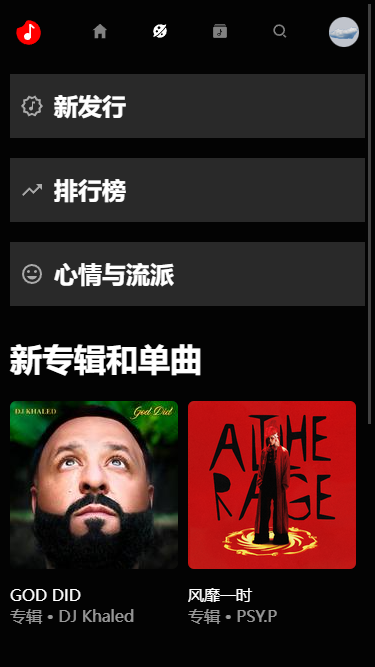 新发行
排行榜
心情与流派
新专辑和单曲
DJ KHALED
God Did
A THE
RAGE
GOD DID
专辑 • DJ Khaled
风靡一时
专辑 • PSY.P